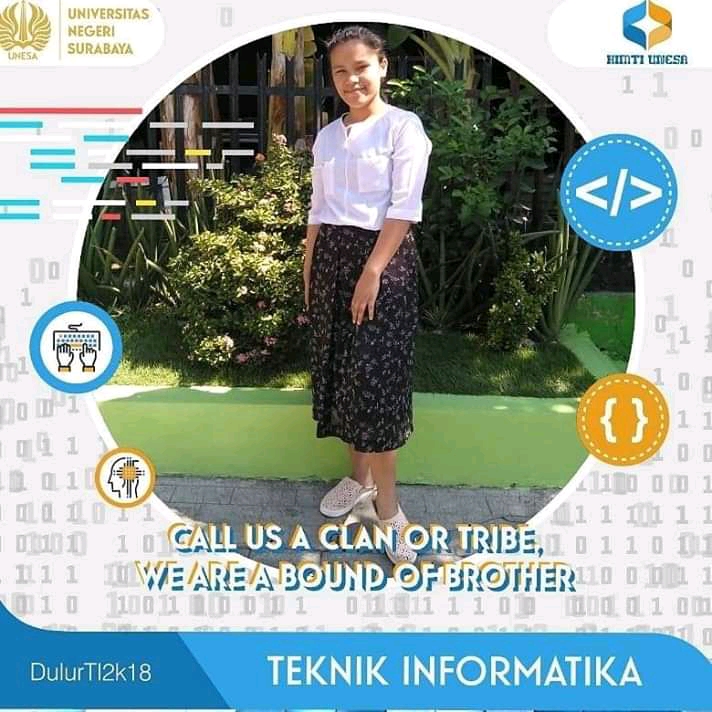 UNIVERSITAS
NEGERI
SURABAYA
UNESA
HIMTI UNESA
</>
{ }
CALL US A CLAN OR TRIBE,
WE ARE A BOUND OF BROTHER
DulurTI2k18
TEKNIK INFORMATIKA